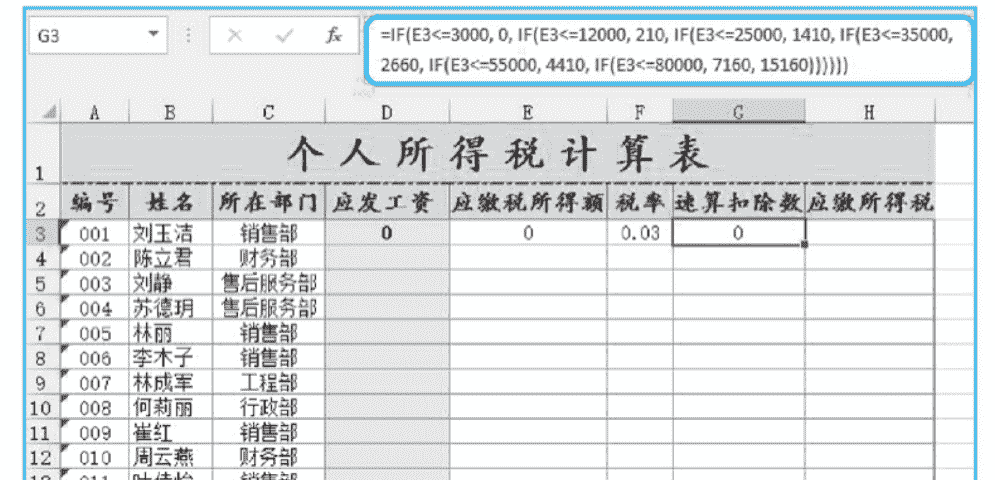 G3 fx =IF(E3<=3000, 0, IF(E3<=12000, 210, IF(E3<=25000, 1410, IF(E3<=35000,
2660, IF(E3<=55000, 4410, IF(E3<=80000, 7160, 15160))))))
A B C D E F G H
1 个人所得税计算表
2 编号 姓名 所在部门 应发工资 应缴税所得额 税率 速算扣除数 应缴所得税
3 001 刘玉洁 销售部 0 0 0.03 0
4 002 陈立君 财务部
5 003 刘静 售后服务部
6 004 苏德玥 售后服务部
7 005 林丽 销售部
8 006 李木子 销售部
9 007 林成军 工程部
10 008 何莉丽 行政部
11 009 崔红 销售部
12 010 周云燕 财务部